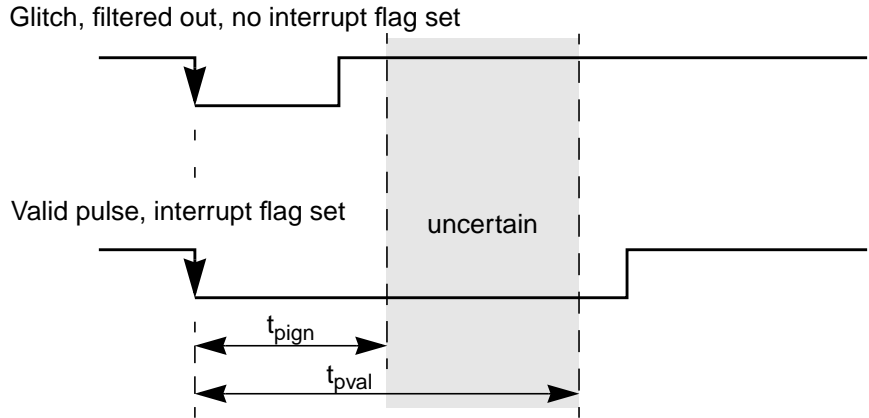 Glitch, filtered out, no interrupt flag set
Valid pulse, interrupt flag set
uncertain
tpign
tpval